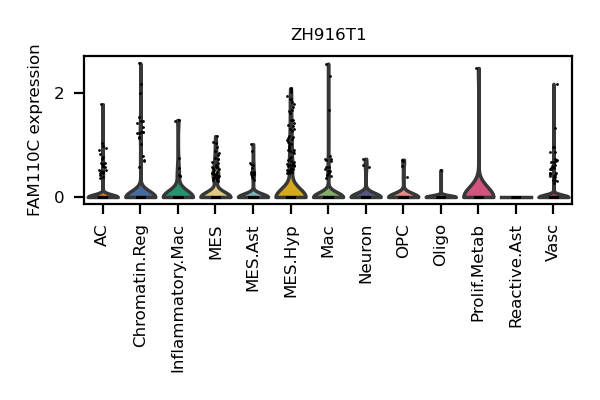 ZH916T1
FAM110C expression
2
0
AC
Chromatin.Reg
Inflammatory.Mac
MES
MES.Ast
MES.Hyp
Mac
Neuron
OPC
Oligo
Prolif.Metab
Reactive.Ast
Vasc